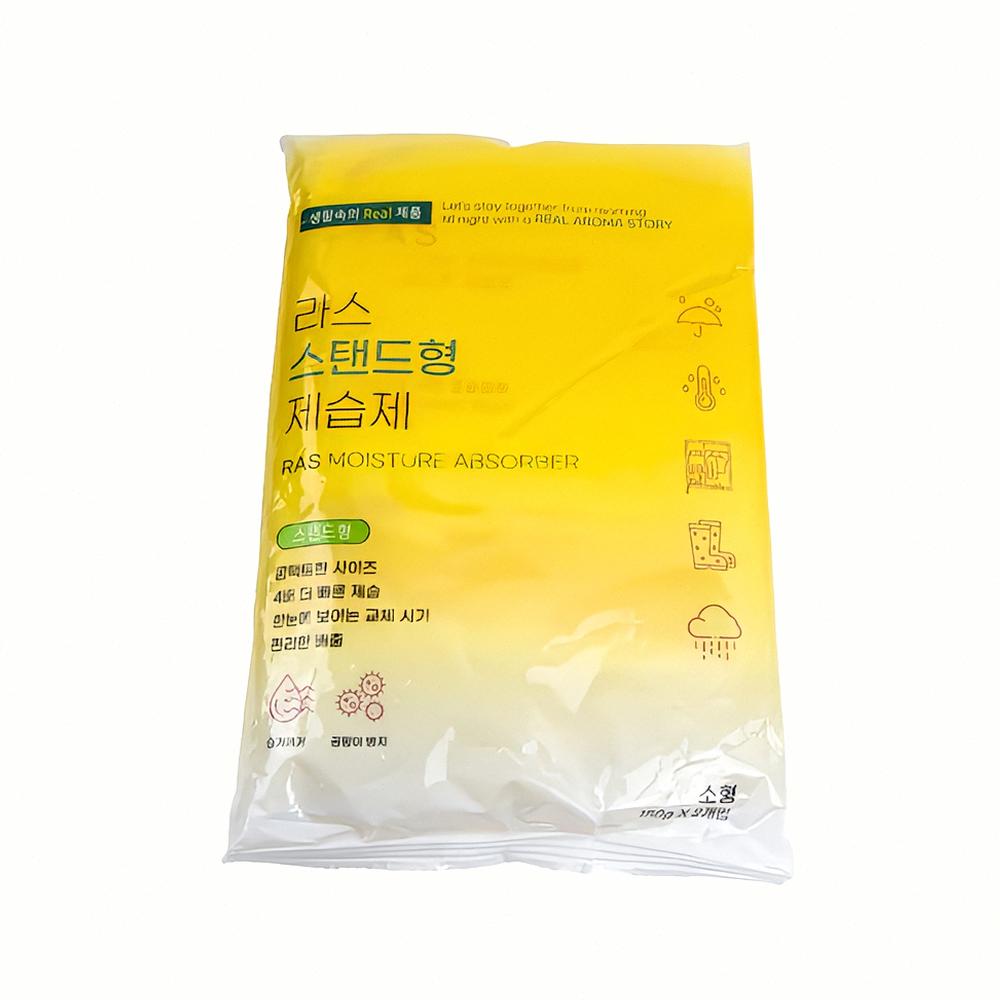 생활속의 Real 제품
Let's stay together from morning
till night with a REAL AROMA STORY
라스
스탠드형
제습제
RAS MOISTURE ABSORBER
스탠드형
컴팩트한 사이즈
4배 더 빠른 제습
한눈에 보이는 교체 시기
편리한 배출
습기제거
곰팡이 방지
소형